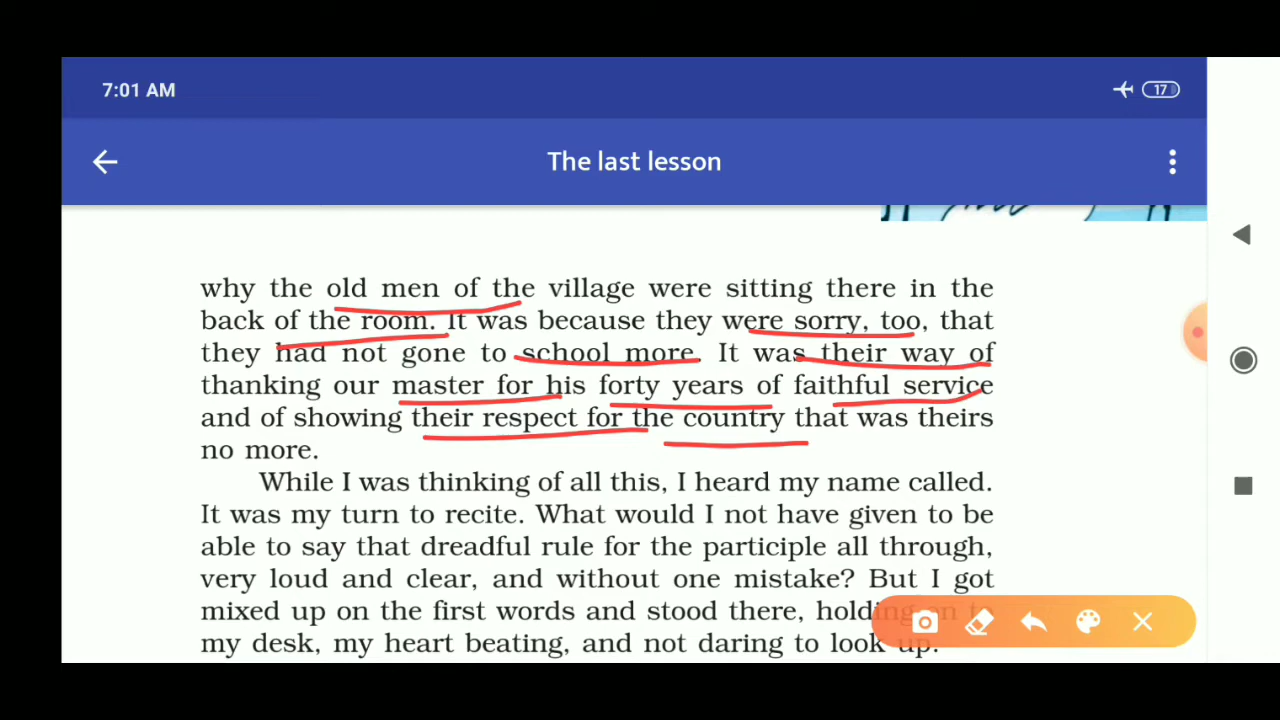 7:01 AM
17
The last lesson
why the old men of the village were sitting there in the
back of the room. It was because they were sorry, too, that
they had not gone to school more. It was their way of
thanking our master for his forty years of faithful service
and of showing their respect for the country that was theirs
no more.
While I was thinking of all this, I heard my name called.
It was my turn to recite. What would I not have given to be
able to say that dreadful rule for the participle all through,
very loud and clear, and without one mistake? But I got
mixed up on the first words and stood there, holding on to
my desk, my heart beating, and not daring to look up.